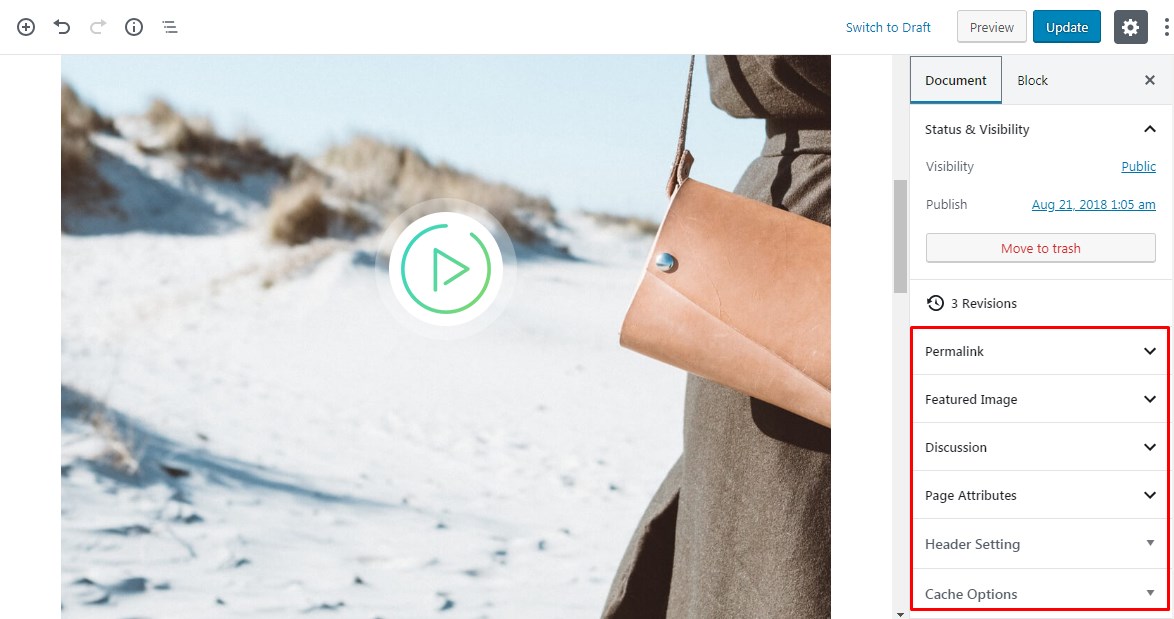 Switch to Draft Preview Update
Document Block
Status & Visibility
Visibility Public
Publish Aug 21, 2018 1:05 am
Move to trash
3 Revisions
Permalink
Featured Image
Discussion
Page Attributes
Header Setting
Cache Options